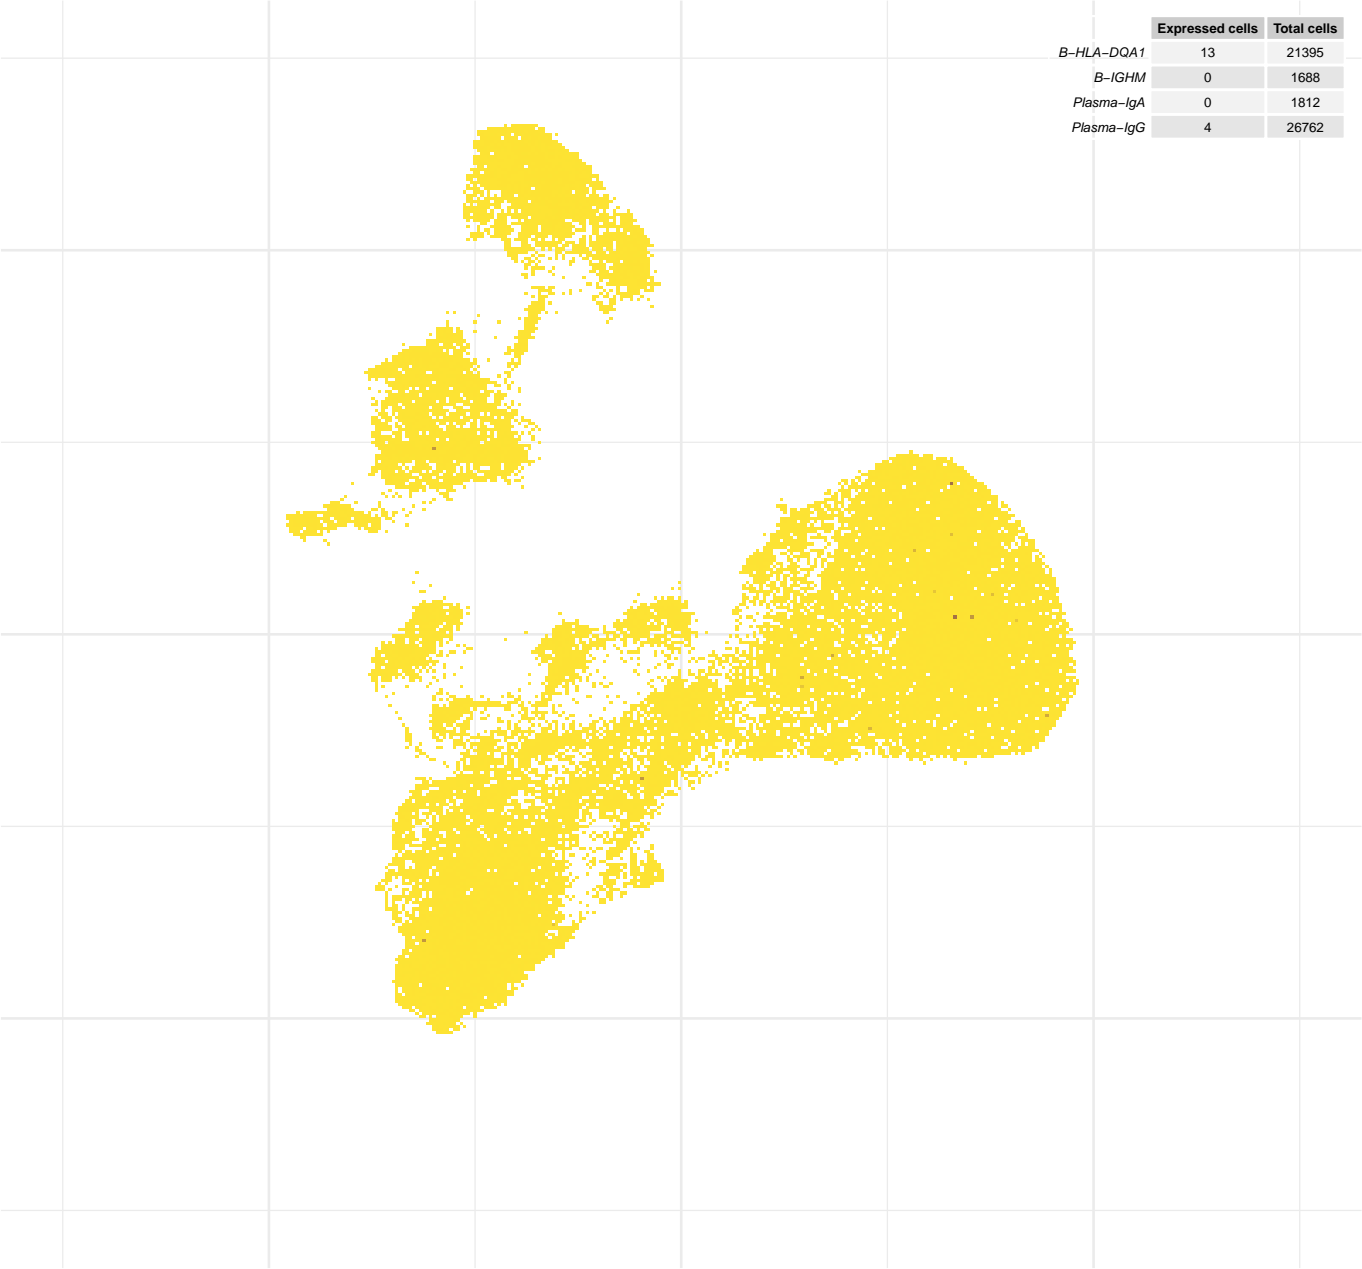 Expressed cells Total cells
B−HLA−DQA1 13 21395
B−IGHM 0 1688
Plasma−IgA 0 1812
Plasma−IgG 4 26762